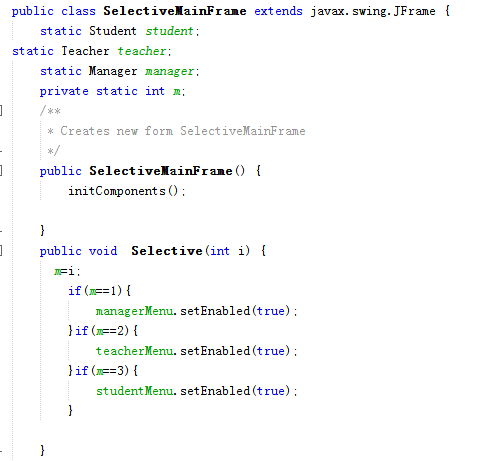 public class SelectiveMainFrame extends javax.swing.JFrame {
    static Student student;
static Teacher teacher;
    static Manager manager;
    private static int m;
    /**
     * Creates new form SelectiveMainFrame
     */
    public SelectiveMainFrame() {
        initComponents();

    }
    public void  Selective(int i) {
      m=i;
        if(m==1){
            managerMenu.setEnabled(true);
        }if(m==2){
            teacherMenu.setEnabled(true);
        }if(m==3){
            studentMenu.setEnabled(true);
        }

    }